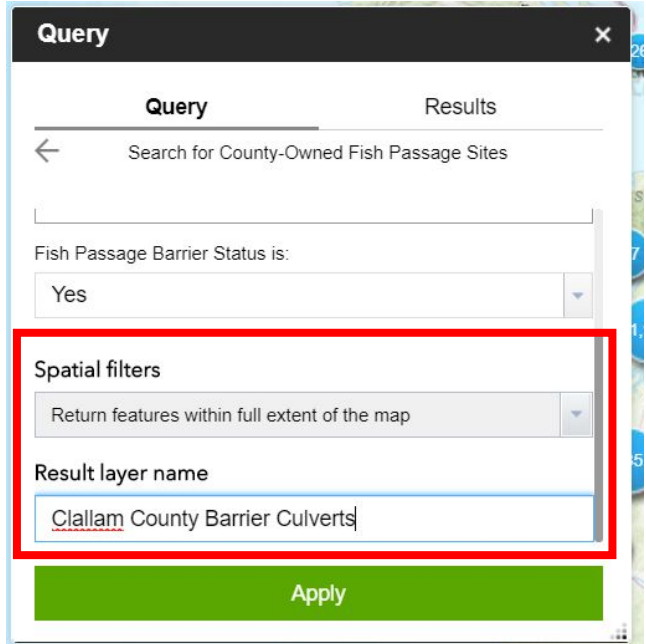 Query
×
Query Results
Search for County-Owned Fish Passage Sites
Fish Passage Barrier Status is:
Yes
Spatial filters
Return features within full extent of the map
Result layer name
Clallam County Barrier Culverts
Apply